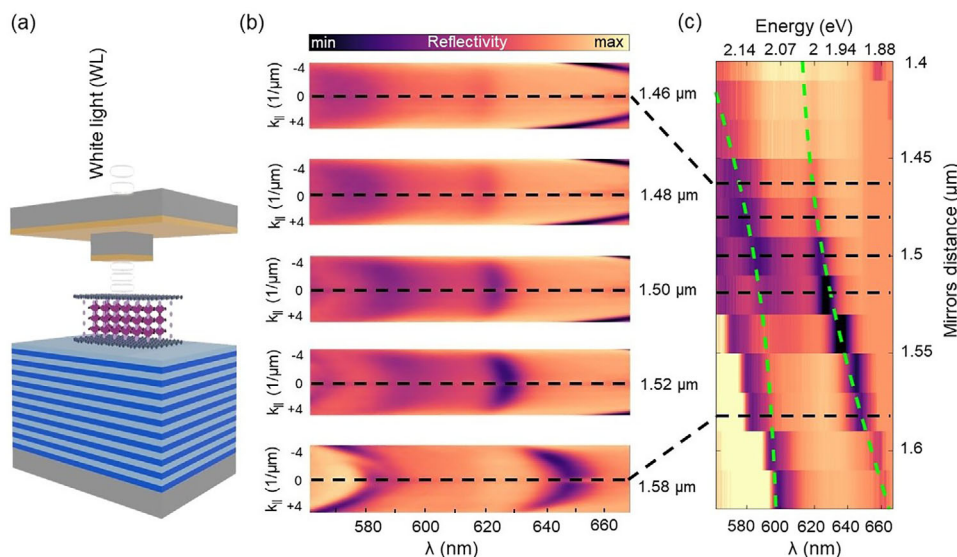 (a)
White light (WL)
(b)
min Reflectivity max
-4
0
+4
k|| (1/µm)
1.46 µm
-4
0
+4
k|| (1/µm)
1.48 µm
-4
0
+4
k|| (1/µm)
1.50 µm
-4
0
+4
k|| (1/µm)
1.52 µm
-4
0
+4
k|| (1/µm)
1.58 µm
580 600 620 640 660
λ (nm)
(c)
Energy (eV)
2.14 2.07 2 1.94 1.88
1.4
1.45
1.5
1.55
1.6
Mirrors distance (µm)
580 600 620 640 660
λ (nm)